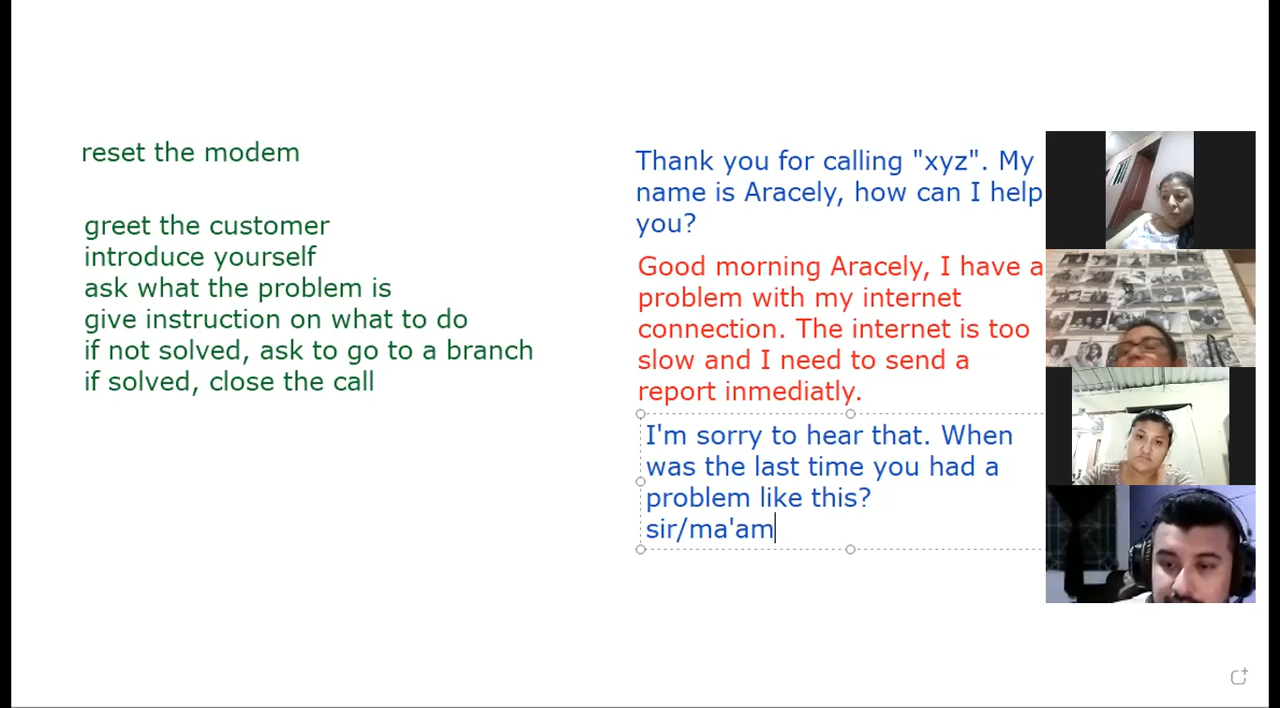 reset the modem
greet the customer
introduce yourself
ask what the problem is
give instruction on what to do
if not solved, ask to go to a branch
if solved, close the call
Thank you for calling "xyz". My
name is Aracely, how can I help
you?
Good morning Aracely, I have a
problem with my internet
connection. The internet is too
slow and I need to send a
report inmediatly.
I'm sorry to hear that. When
was the last time you had a
problem like this?
sir/ma'am